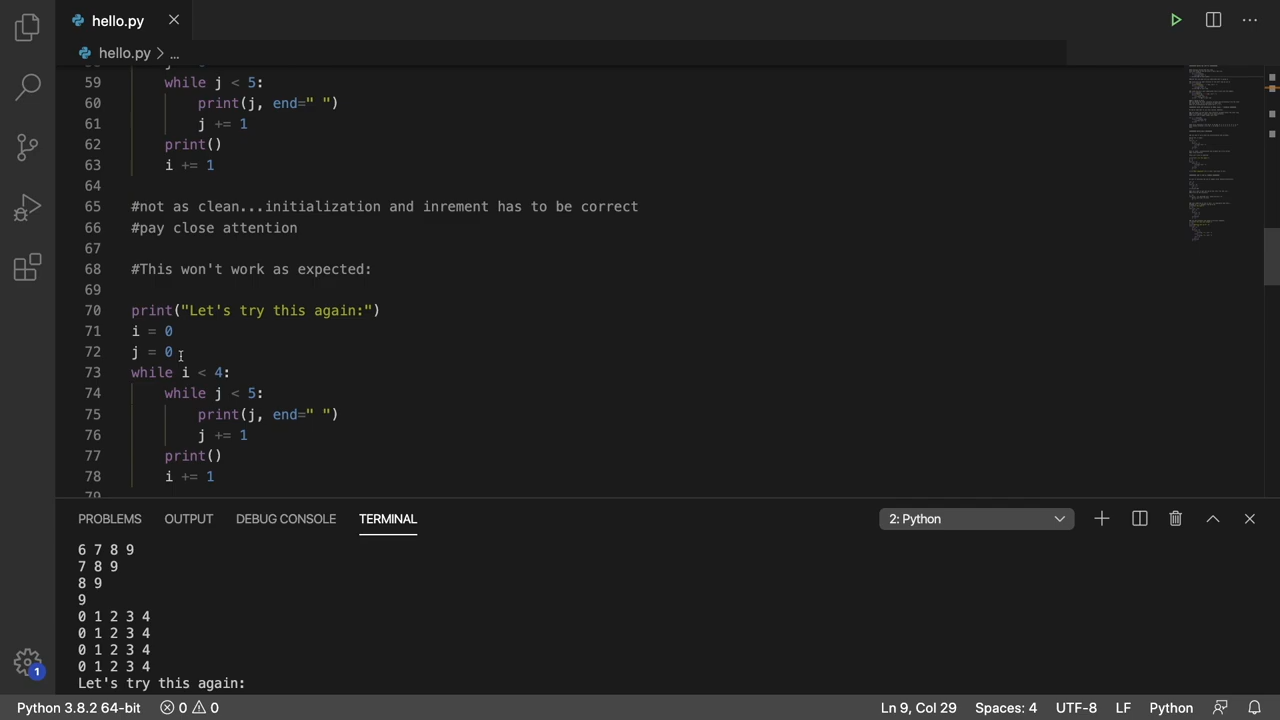 hello.py
hello.py > ...
59 while j < 5:
60 print(j, end=" ")
61 j += 1
62 print()
63 i += 1
64
65 #not as clean...initialization and inrement have to be correct
66 #pay close attention
67
68 #This won't work as expected:
69
70 print("Let's try this again:")
71 i = 0
72 j = 0
73 while i < 4:
74 while j < 5:
75 print(j, end=" ")
76 j += 1
77 print()
78 i += 1
79
PROBLEMS OUTPUT DEBUG CONSOLE TERMINAL 2: Python
6 7 8 9
7 8 9
8 9
9
0 1 2 3 4
0 1 2 3 4
0 1 2 3 4
0 1 2 3 4
Let's try this again:
1
Python 3.8.2 64-bit 0 0 Ln 9, Col 29 Spaces: 4 UTF-8 LF Python